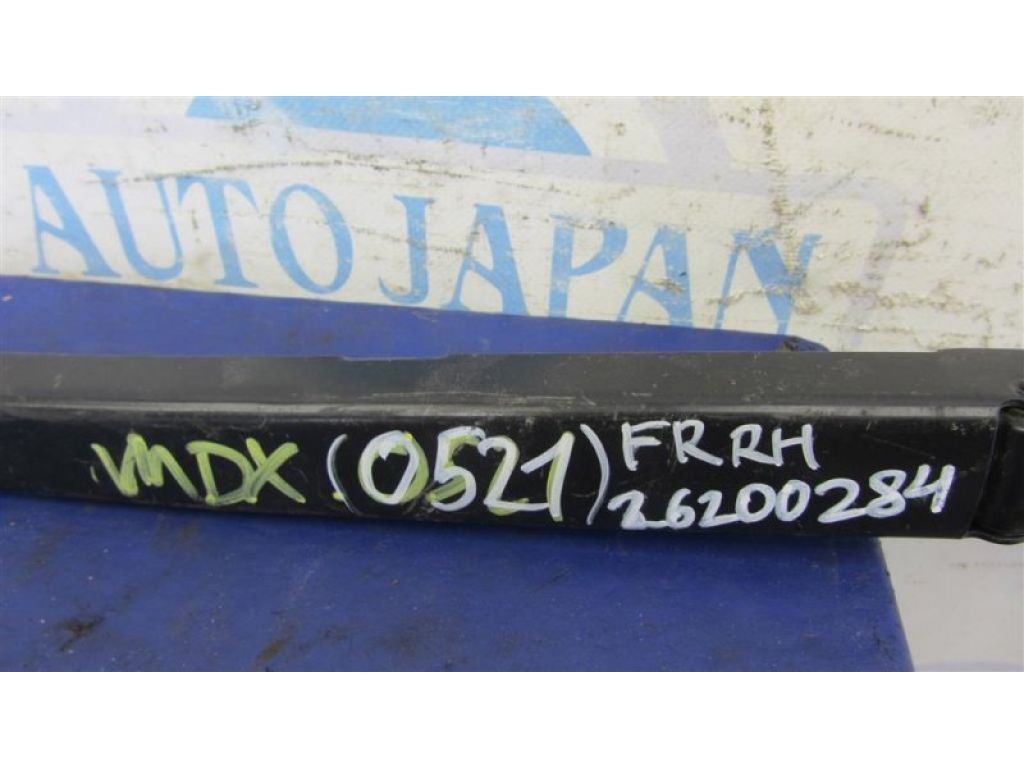 AUTO JAPAN
MDX (0521) FR RH
26200284